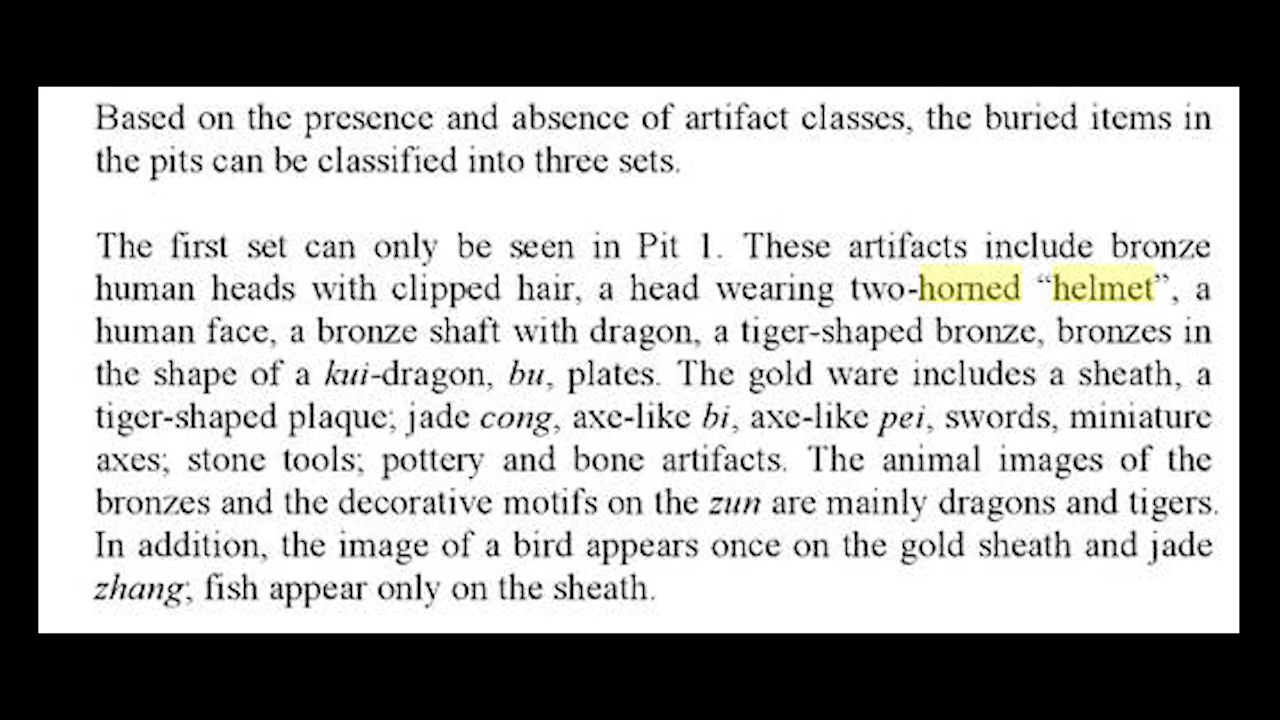 Based on the presence and absence of artifact classes, the buried items in
the pits can be classified into three sets.
The first set can only be seen in Pit 1. These artifacts include bronze
human heads with clipped hair, a head wearing two-horned “helmet”, a
human face, a bronze shaft with dragon, a tiger-shaped bronze, bronzes in
the shape of a kui-dragon, bu, plates. The gold ware includes a sheath, a
tiger-shaped plaque; jade cong, axe-like bi, axe-like pei, swords, miniature
axes; stone tools; pottery and bone artifacts. The animal images of the
bronzes and the decorative motifs on the zun are mainly dragons and tigers.
In addition, the image of a bird appears once on the gold sheath and jade
zhang; fish appear only on the sheath.